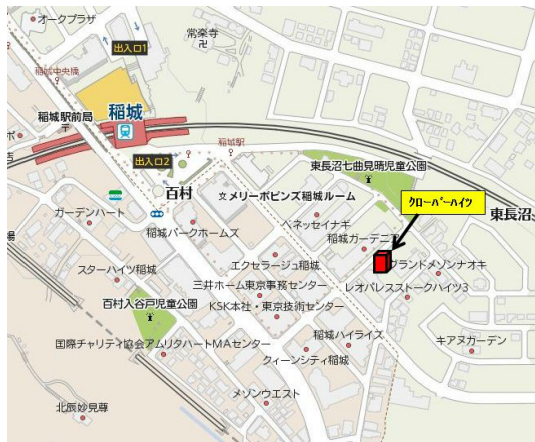 オークプラザ
出入口1
常楽寺
稲城中央橋
稲城
稲城駅前局
稲城駅
出入口2
東長沼七曲見晴児童公園
百村
メリーポピンズ稲城ルーム
クローバーハイツ
ベネッセイナギ
東長沼
ガーデンハート
稲城パークホームズ
稲城ガーデニア
エクセラージュ稲城
グランドメゾンナオキ
スターハイツ稲城
三井ホーム東京事務センター
レオパレスストークハイツ3
百村入谷戸児童公園
KSK本社・東京技術センター
稲城ハイライズ
キアヌガーデン
国際チャリティ協会アムリタハートMAセンター
クィーンシティ稲城
メゾンウエスト
北辰妙見尊